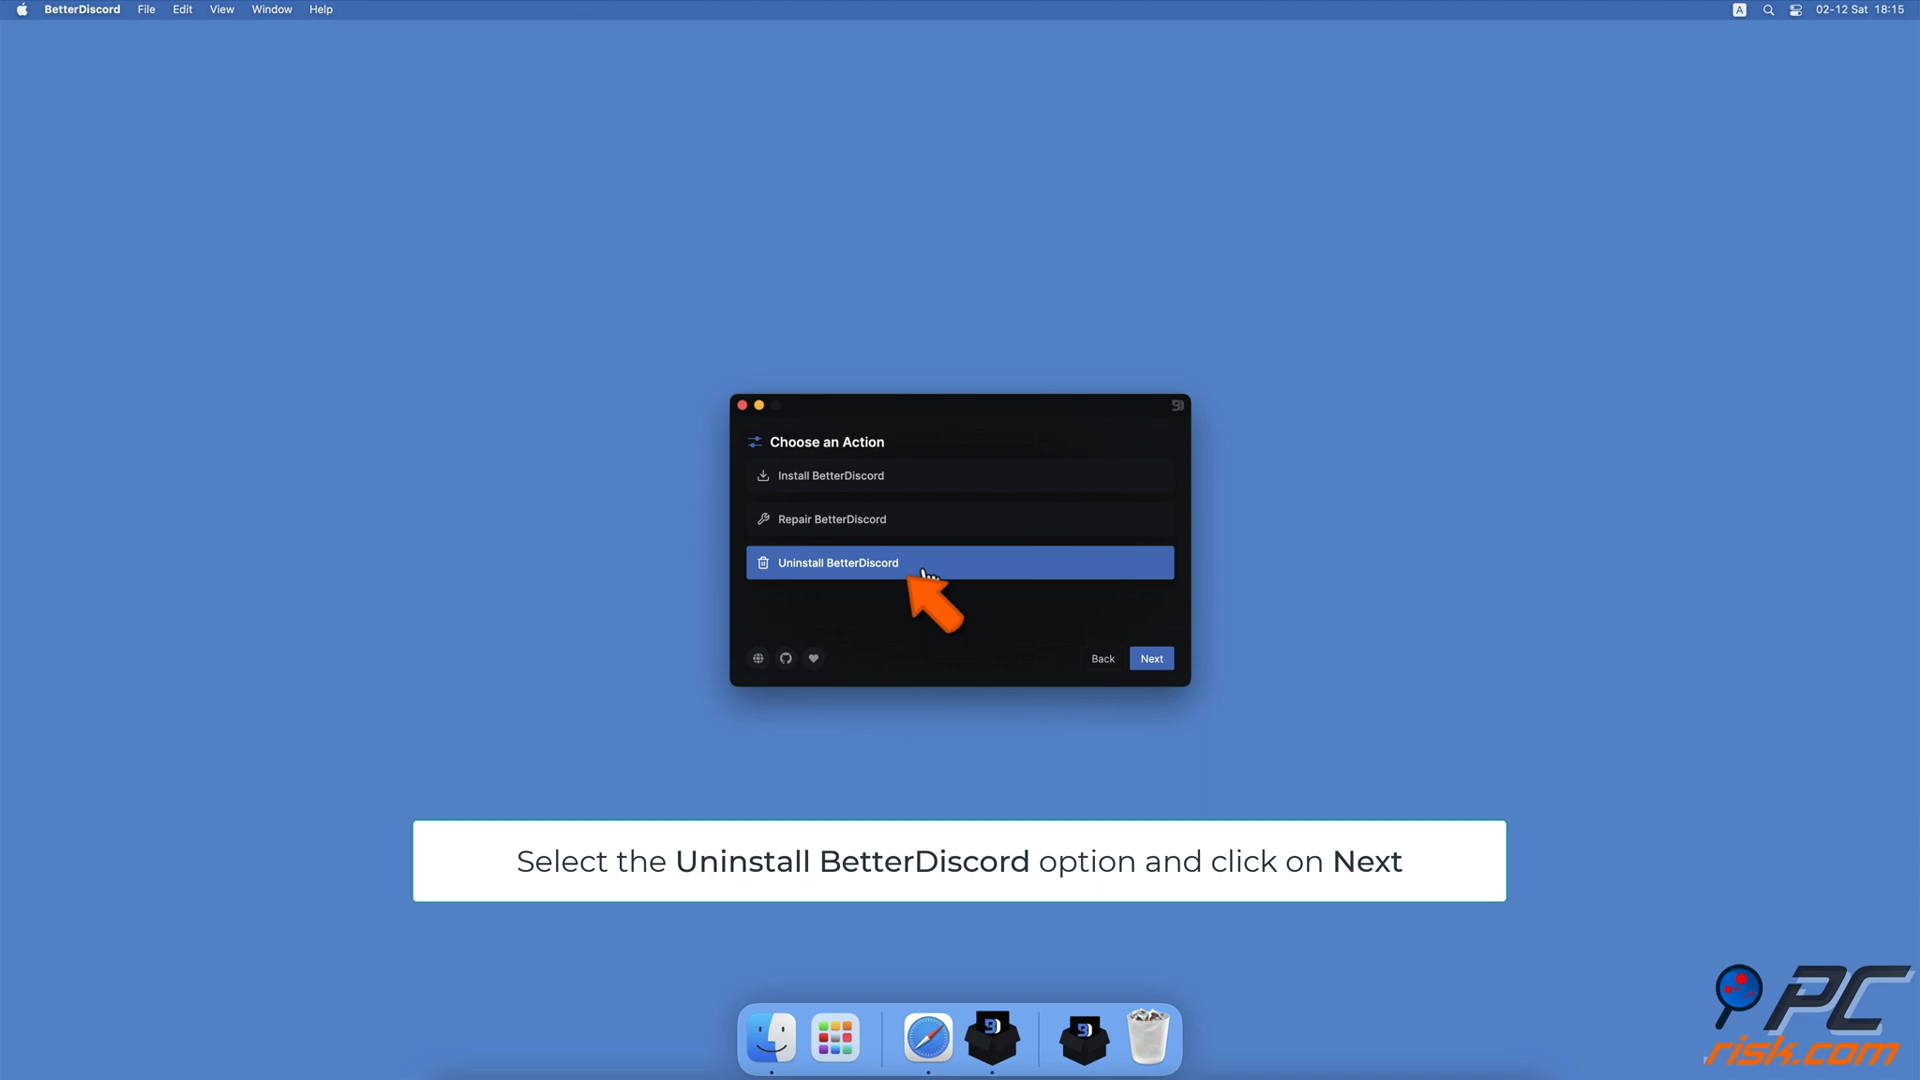 BetterDiscord File Edit View Window Help A 02-12 Sat 18:15
Choose an Action
Install BetterDiscord
Repair BetterDiscord
Uninstall BetterDiscord
Back Next
Select the Uninstall BetterDiscord option and click on Next
PC
risk.com